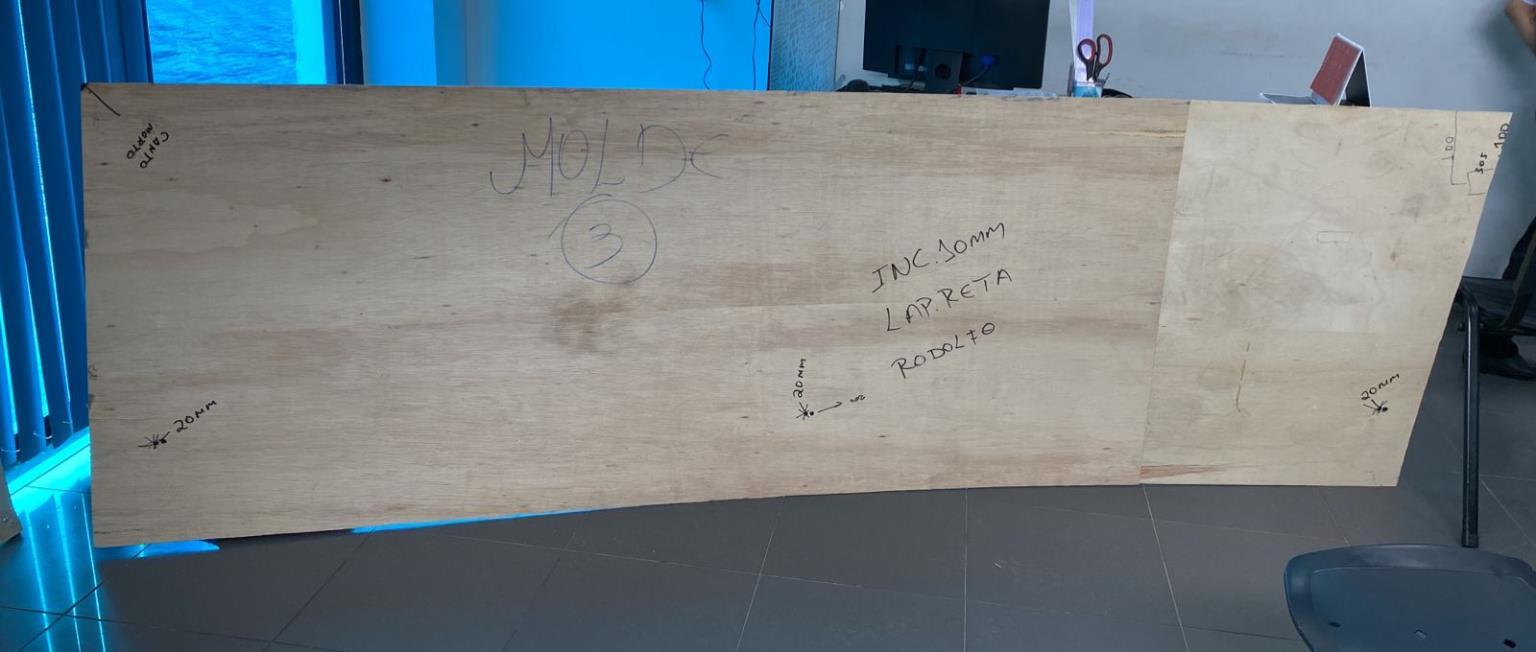 CANTO
MORTO
MOLDE
3
INC.10MM
LAP.RETA
RODOLFO
20MM
20MM
20MM
100
100